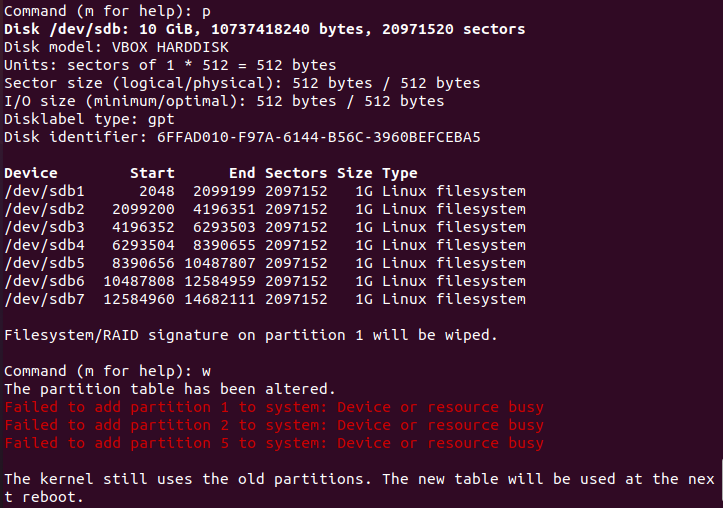 Command (m for help): p
Disk /dev/sdb: 10 GiB, 10737418240 bytes, 20971520 sectors
Disk model: VBOX HARDDISK
Units: sectors of 1 * 512 = 512 bytes
Sector size (logical/physical): 512 bytes / 512 bytes
I/O size (minimum/optimal): 512 bytes / 512 bytes
Disklabel type: gpt
Disk identifier: 6FFAD010-F97A-6144-B56C-3960BEFCEBA5

Device        Start      End Sectors Size Type
/dev/sdb1      2048  2099199 2097152   1G Linux filesystem
/dev/sdb2   2099200  4196351 2097152   1G Linux filesystem
/dev/sdb3   4196352  6293503 2097152   1G Linux filesystem
/dev/sdb4   6293504  8390655 2097152   1G Linux filesystem
/dev/sdb5   8390656 10487807 2097152   1G Linux filesystem
/dev/sdb6  10487808 12584959 2097152   1G Linux filesystem
/dev/sdb7  12584960 14682111 2097152   1G Linux filesystem

Filesystem/RAID signature on partition 1 will be wiped.

Command (m for help): w
The partition table has been altered.
Failed to add partition 1 to system: Device or resource busy
Failed to add partition 2 to system: Device or resource busy
Failed to add partition 5 to system: Device or resource busy

The kernel still uses the old partitions. The new table will be used at the nex
t reboot.